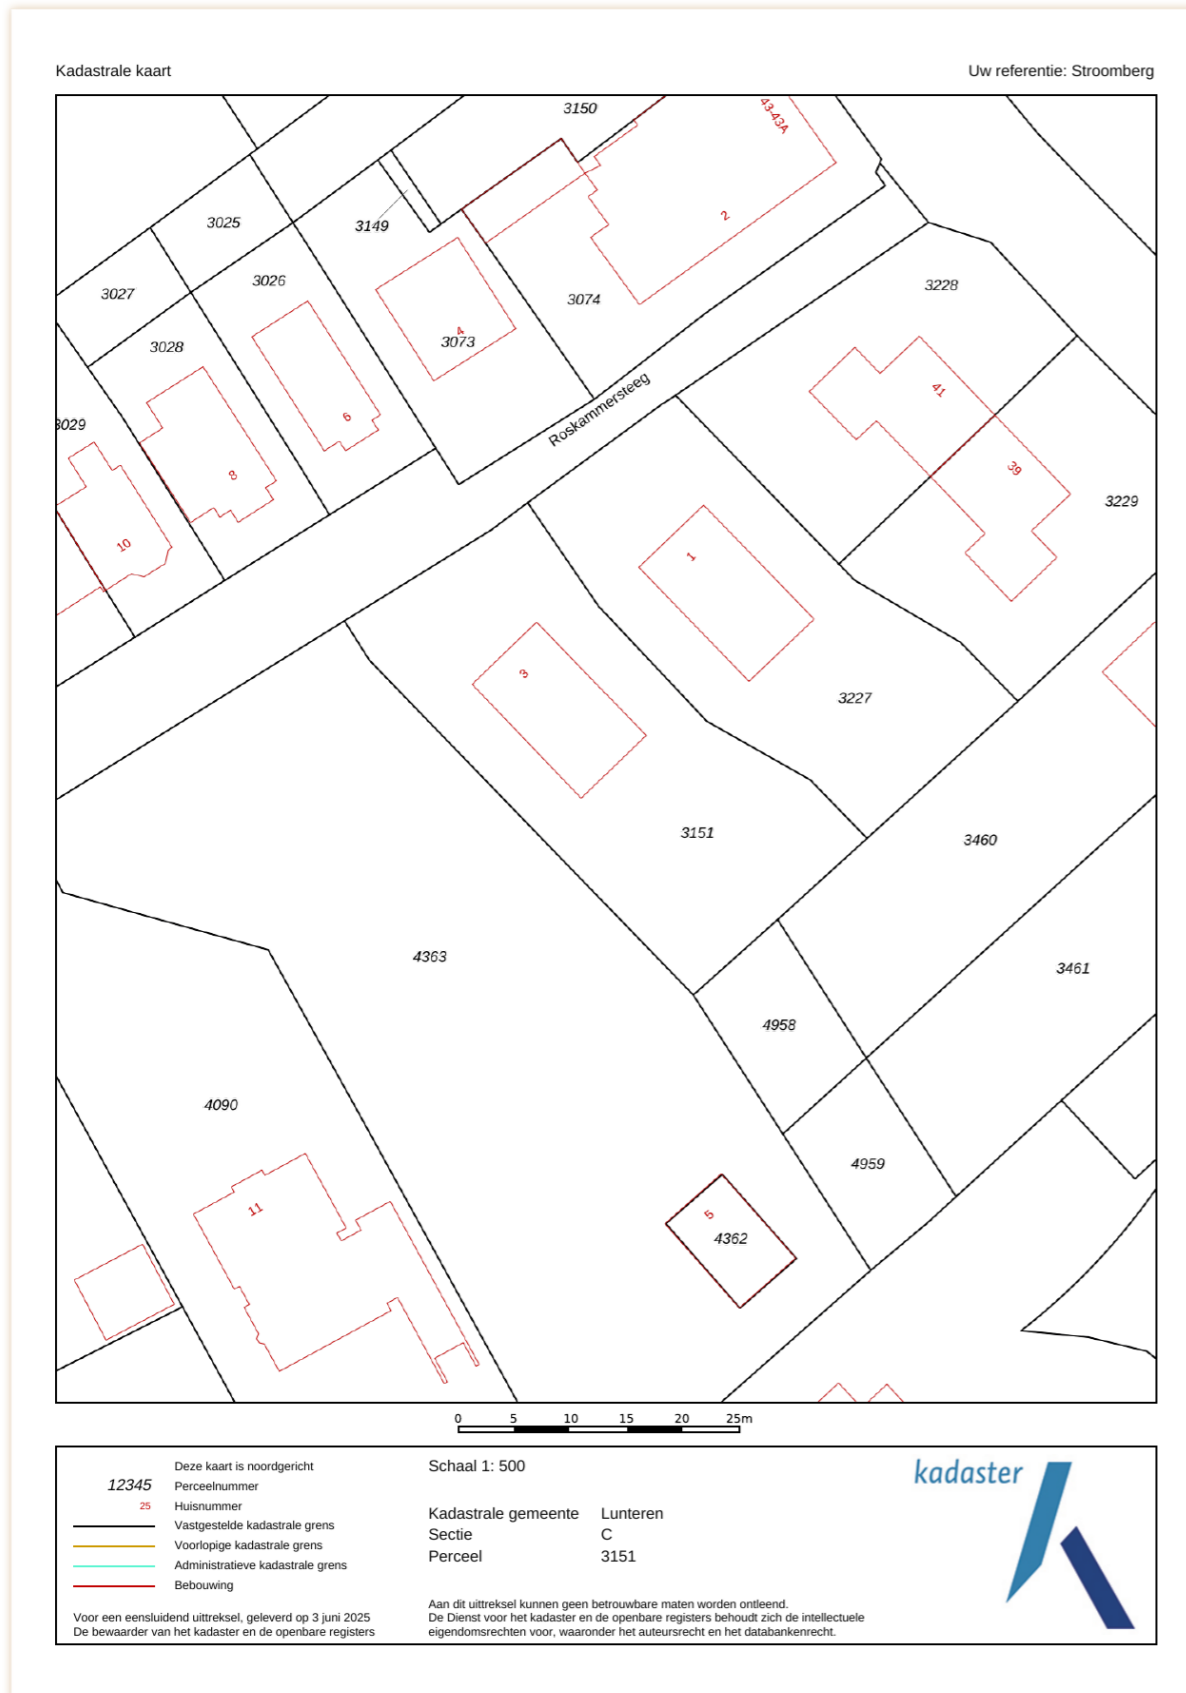 Kadastrale kaart
Uw referentie: Stroomberg
3150
43-43A
3025
3149
2
3027
3026
3074
3228
3028
4
3073
41
Roskammersteeg
3029
6
8
39
3229
10
1
3
3227
3151
3460
4363
3461
4958
4090
4959
11
5
4362
0 5 10 15 20 25m
Deze kaart is noordgericht
12345 Perceelnummer
25 Huisnummer
Vastgestelde kadastrale grens
Voorlopige kadastrale grens
Administratieve kadastrale grens
Bebouwing
Voor een eensluidend uittreksel, geleverd op 3 juni 2025
De bewaarder van het kadaster en de openbare registers
Schaal 1: 500
Kadastrale gemeente Lunteren
Sectie C
Perceel 3151
Aan dit uittreksel kunnen geen betrouwbare maten worden ontleend.
De Dienst voor het kadaster en de openbare registers behoudt zich de intellectuele
eigendomsrechten voor, waaronder het auteursrecht en het databankenrecht.
kadaster